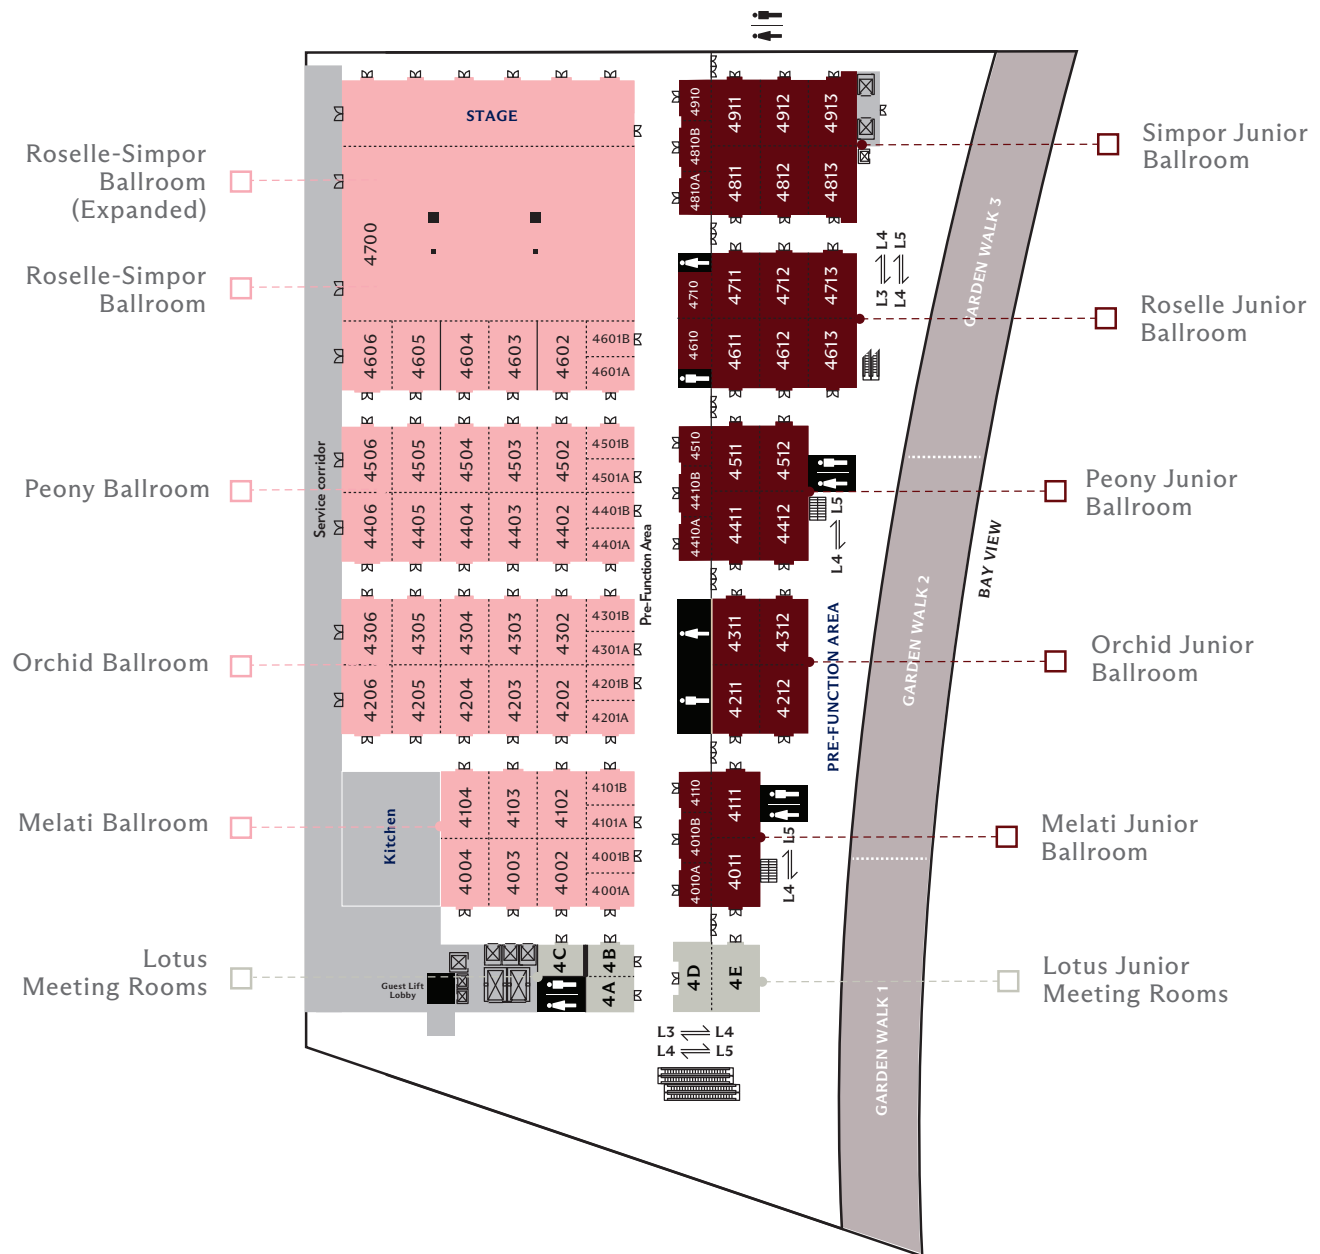 STAGE
4910
4911
4912
4913
Simpor Junior
Ballroom
Roselle-Simpor
Ballroom
(Expanded)
4810B
4810A
4811
4812
4813
4700
GARDEN WALK 3
L3 L4
L4 L5
Roselle-Simpor
Ballroom
4710
4711
4712
4713
Roselle Junior
Ballroom
4606
4605
4604
4603
4602
4601B
4601A
4610
4611
4612
4613
Service corridor
4506
4505
4504
4503
4502
4501B
4501A
4510
4511
4512
Peony Ballroom
Peony Junior
Ballroom
4406
4405
4404
4403
4402
4401B
4401A
4410B
4410A
4411
4412
L4 L5
BAY VIEW
Pre-Function Area
4306
4305
4304
4303
4302
4301B
4301A
4311
4312
GARDEN WALK 2
Orchid Ballroom
Orchid Junior
Ballroom
4206
4205
4204
4203
4202
4201B
4201A
4211
4212
PRE-FUNCTION AREA
Kitchen
4104
4103
4102
4101B
4101A
4110
4111
Melati Ballroom
Melati Junior
Ballroom
4004
4003
4002
4001B
4001A
4010B
4010A
4011
L4 L5
Lotus
Meeting Rooms
Guest Lift
Lobby
4C
4B
4A
4D
4E
Lotus Junior
Meeting Rooms
L3 L4
L4 L5
GARDEN WALK 1